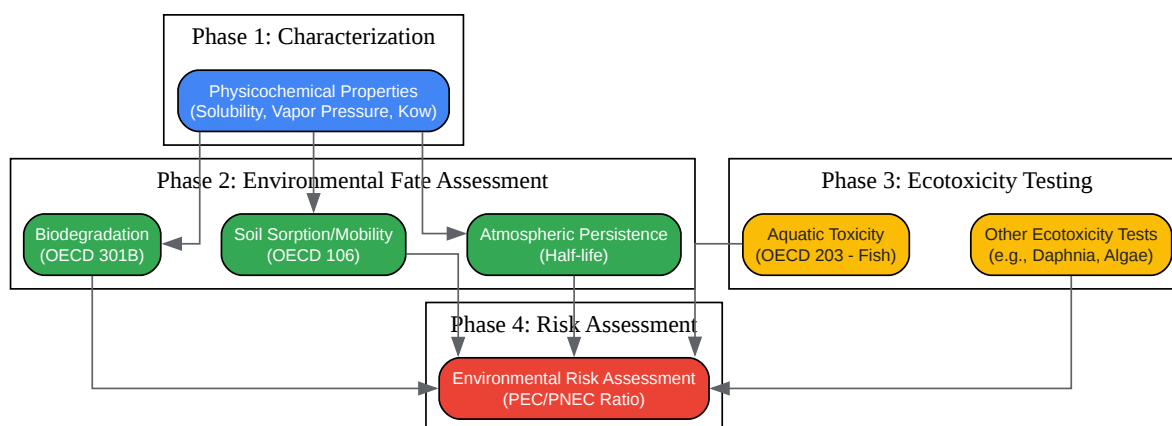 Phase 1: Characterization
Physicochemical Properties
(Solubility, Vapor Pressure, Kow)
Phase 2: Environmental Fate Assessment
Biodegradation
(OECD 301B)
Soil Sorption/Mobility
(OECD 106)
Atmospheric Persistence
(Half-life)
Phase 3: Ecotoxicity Testing
Aquatic Toxicity
(OECD 203 - Fish)
Other Ecotoxicity Tests
(e.g., Daphnia, Algae)
Phase 4: Risk Assessment
Environmental Risk Assessment
(PEC/PNEC Ratio)